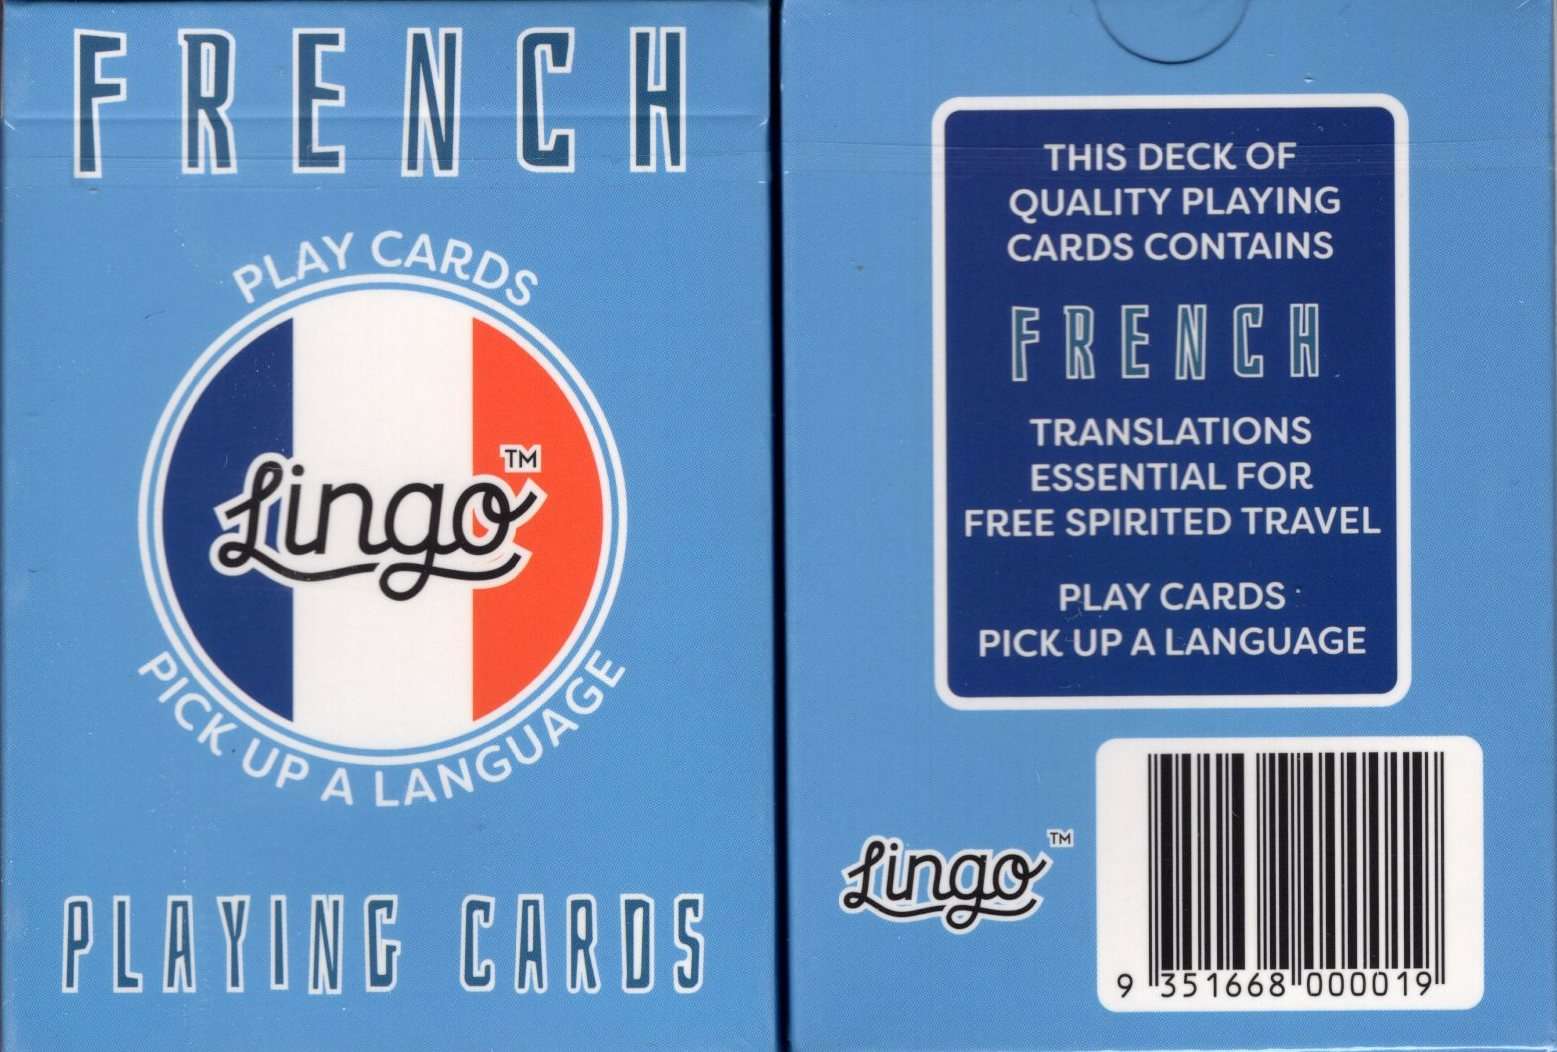 FRENCH
PLAY CARDS
Lingo™
PICK UP A LANGUAGE
PLAYING CARDS
THIS DECK OF
QUALITY PLAYING
CARDS CONTAINS
FRENCH
TRANSLATIONS
ESSENTIAL FOR
FREE SPIRITED TRAVEL
PLAY CARDS
PICK UP A LANGUAGE
Lingo™
9 351668 000019